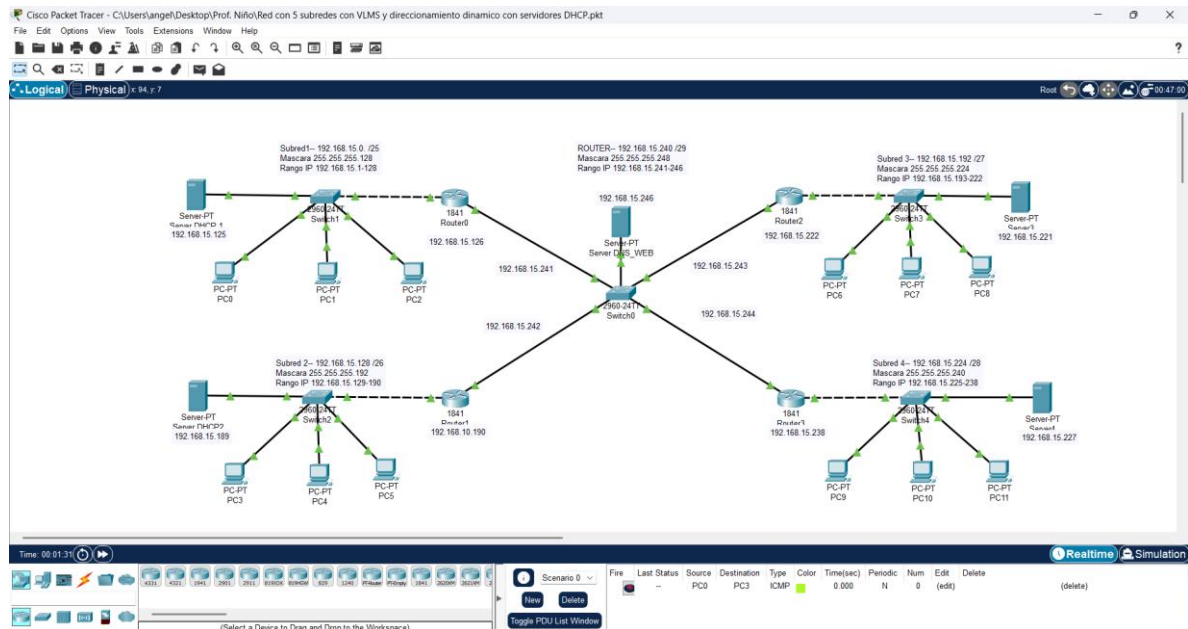 Cisco Packet Tracer - C:\Users\angel\Desktop\Prof. Niño\Red con 5 subredes con VLMS y direccionamiento dinamico con servidores DHCP.pkt
File Edit Options View Tools Extensions Window Help
?
Logical Physical x: 94, y: 7
Root 00:47:00
Subred1-- 192.168.15.0. /25
Mascara 255.255.255.128
Rango IP 192.168.15.1-128
ROUTER-- 192.168.15.240 /29
Mascara 255.255.255.248
Rango IP 192.168.15.241-246
Subred 3-- 192.168.15.192 /27
Mascara 255.255.255.224
Rango IP 192.168.15.193-222
Server-PT
Server DHCP 1
192.168.15.125
2960-24TT
Switch1
1841
Router0
192.168.15.126
192.168.15.246
Server-PT
Server DNS_WEB
1841
Router2
192.168.15.222
2960-24TT
Switch3
Server-PT
Server3
192.168.15.221
PC-PT
PC0
PC-PT
PC1
PC-PT
PC2
192.168.15.241
192.168.15.243
PC-PT
PC6
PC-PT
PC7
PC-PT
PC8
2960-24TT
Switch0
192.168.15.242
192.168.15.244
Subred 2-- 192.168.15.128 /26
Mascara 255.255.255.192
Rango IP 192.168.15.129-190
Subred 4-- 192.168.15.224 /28
Mascara 255.255.255.240
Rango IP 192.168.15.225-238
Server-PT
Server DHCP2
192.168.15.189
2960-24TT
Switch2
1841
Router1
192.168.10.190
1841
Router3
192.168.15.238
2960-24TT
Switch4
Server-PT
Server4
192.168.15.227
PC-PT
PC3
PC-PT
PC4
PC-PT
PC5
PC-PT
PC9
PC-PT
PC10
PC-PT
PC11
Time: 00:01:31
Realtime Simulation
4331 4321 1941 2901 2911 819IOX 819HGW 829 1240 PT-Router PT-Empty 1841 2620XM 2621XM 2
(Select a Device to Drag and Drop to the Workspace)
Scenario 0
New Delete
Toggle PDU List Window
Fire Last Status Source Destination Type Color Time(sec) Periodic Num Edit Delete
-- PC0 PC3 ICMP 0.000 N 0 (edit) (delete)